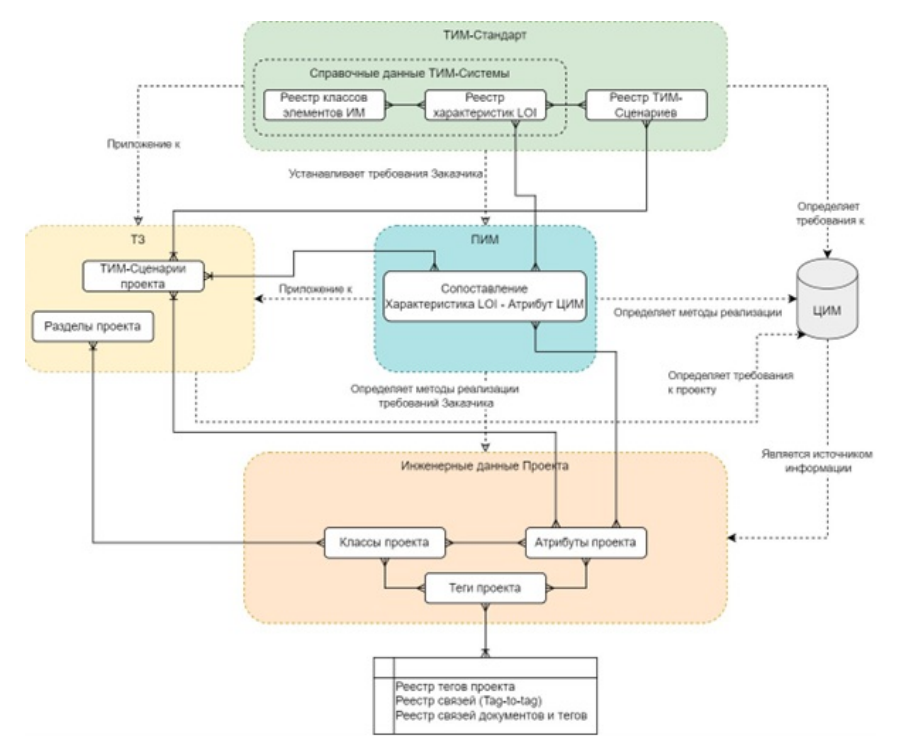 ТИМ-Стандарт
Справочные данные ТИМ-Системы
Реестр классов
элементов ИМ
Реестр
характеристик LOI
Реестр ТИМ-
Сценариев
Приложение к
Устанавливает требования Заказчика
Определяет
требования к
ТЗ
ТИМ-Сценарии
проекта
Разделы проекта
Приложение к
ПИМ
Сопоставление
Характеристика LOI - Атрибут ЦИМ
Определяет методы реализации
ЦИМ
Определяет методы реализации
требований Заказчика
Определяет требования
к проекту
Является источником
информации
Инженерные данные Проекта
Классы проекта
Атрибуты проекта
Теги проекта
Реестр тегов проекта
Реестр связей (Tag-to-tag)
Реестр связей документов и тегов